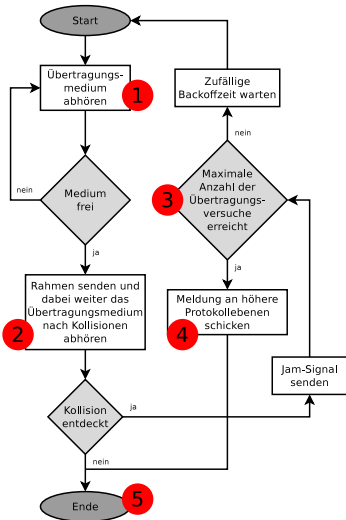 Start
Übertragungs-
medium
abhören
1
Medium
frei
nein
ja
Rahmen senden und
dabei weiter das
Übertragungsmedium
nach Kollisionen
abhören
2
Kollision
entdeckt
ja
nein
Jam-Signal
senden
Maximale
Anzahl der
Übertragungs-
versuche
erreicht
3
nein
ja
Zufällige
Backoffzeit warten
Meldung an höhere
Protokollebenen
schicken
4
Ende
5